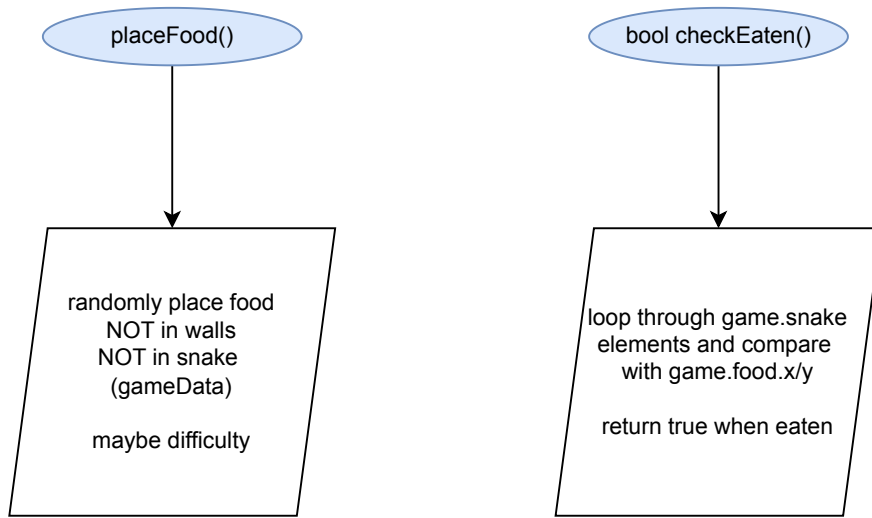 placeFood()
randomly place food
NOT in walls
NOT in snake
(gameData)
maybe difficulty
bool checkEaten()
loop through game.snake
elements and compare
with game.food.x/y
return true when eaten